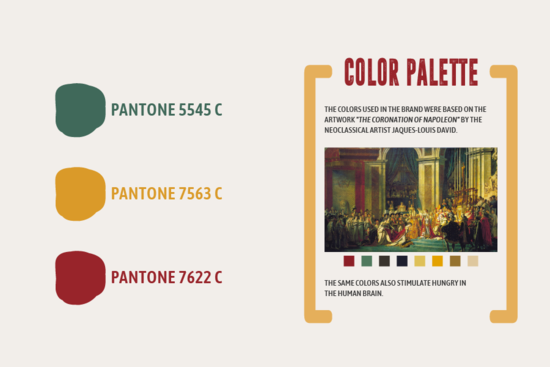 COLOR PALETTE
PANTONE 5545 C
PANTONE 7563 C
PANTONE 7622 C
THE COLORS USED IN THE BRAND WERE BASED ON THE
ARTWORK "THE CORONATION OF NAPOLEON" BY THE
NEOCLASSICAL ARTIST JAQUES-LOUIS DAVID.
THE SAME COLORS ALSO STIMULATE HUNGRY IN
THE HUMAN BRAIN.